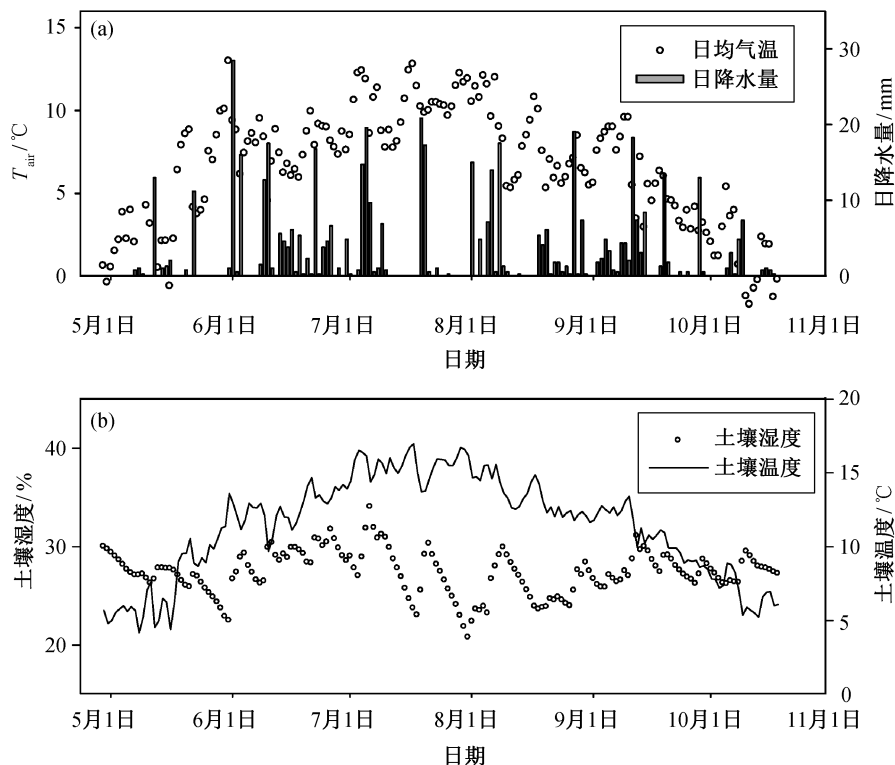 (a)
日均气温
日降水量
15
10
5
0
T air/℃
30
20
10
0
日降水量/mm
5月1日 6月1日 7月1日 8月1日 9月1日 10月1日 11月1日
日期
(b)
土壤湿度
土壤温度
40
30
20
土壤湿度/%
20
15
10
5
0
土壤温度/℃
5月1日 6月1日 7月1日 8月1日 9月1日 10月1日 11月1日
日期